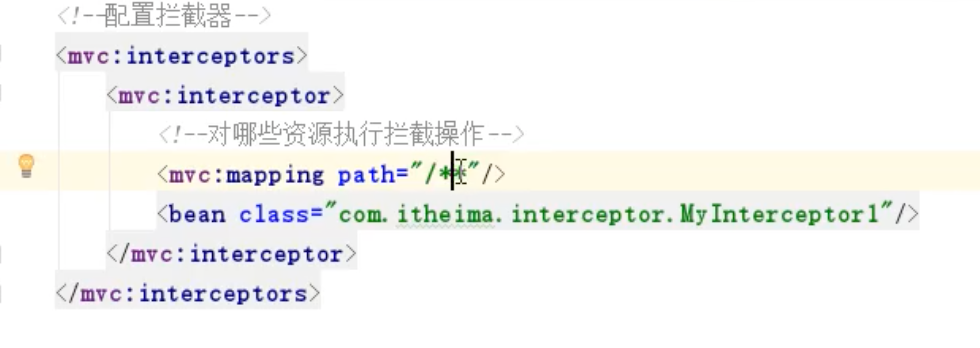 <!--配置拦截器-->
<mvc:interceptors>
<mvc:interceptor>
<!--对哪些资源执行拦截操作-->
<mvc:mapping path="/**"/>
<bean class="com.itheima.interceptor.MyInterceptor1"/>
</mvc:interceptor>
</mvc:interceptors>